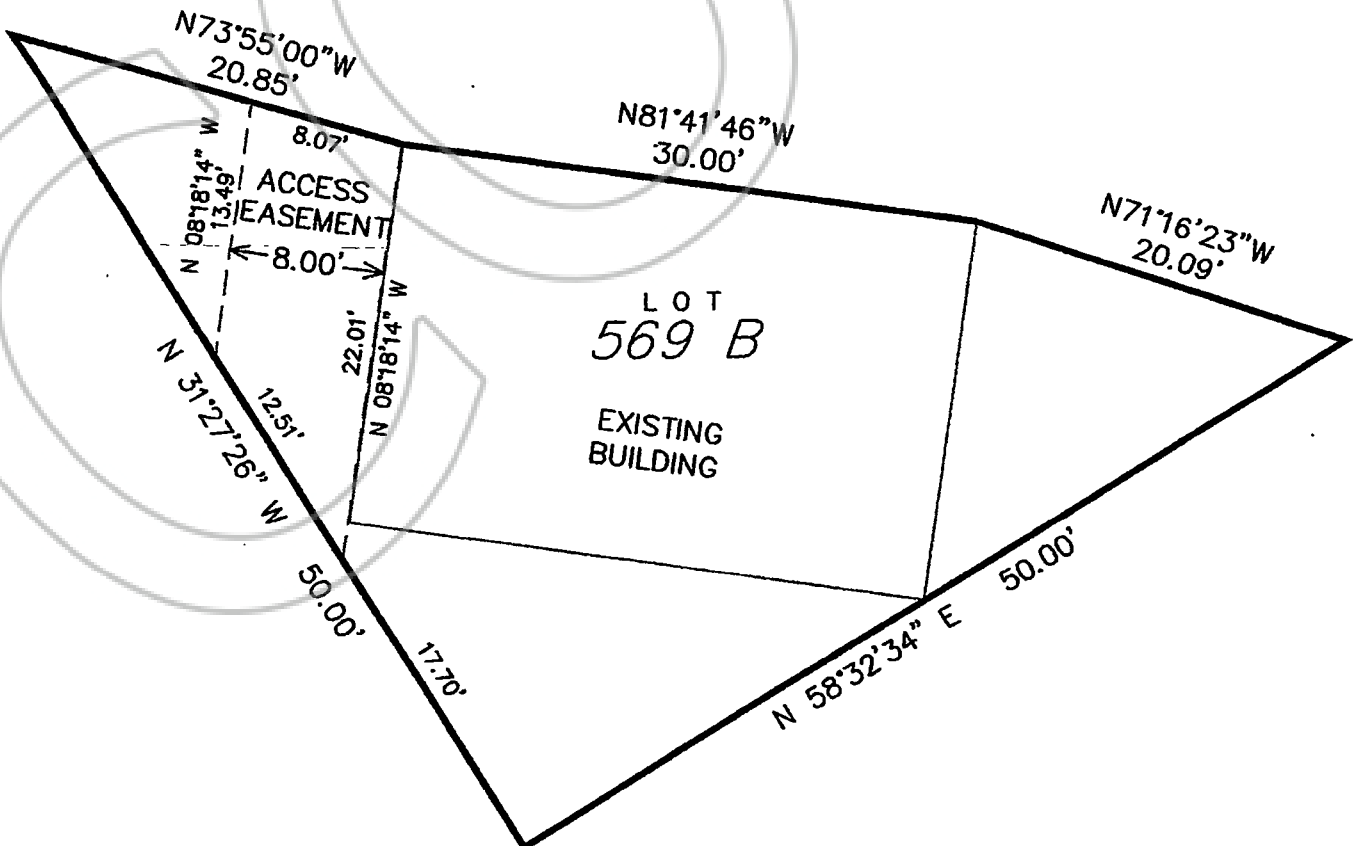 N73°55'00"W
20.85'
8.07'
N 08°18'14" W
13.49'
ACCESS
EASEMENT
8.00'
N81°41'46"W
30.00'
N71°16'23"W
20.09'
22.01'
N 08°18'14" W
LOT
569 B
EXISTING
BUILDING
N 31°27'26" W
12.51'
50.00'
17.70'
N 58°32'34" E 50.00'